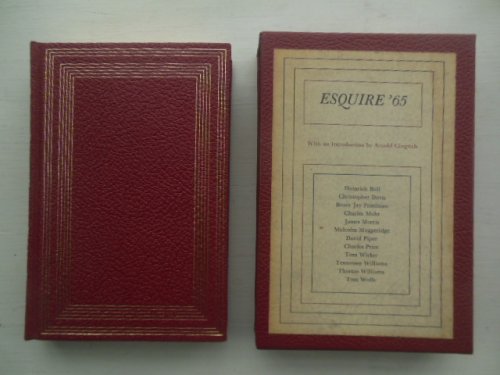 ESQUIRE '65
With an Introduction by Arnold Gingrich
Heinrich Böll
Christopher Davis
Bruce Jay Friedman
Charles Mohr
James Morris
Malcolm Muggeridge
David Piper
Charles Price
Tom Wicker
Tennessee Williams
Thomas Williams
Tom Wolfe